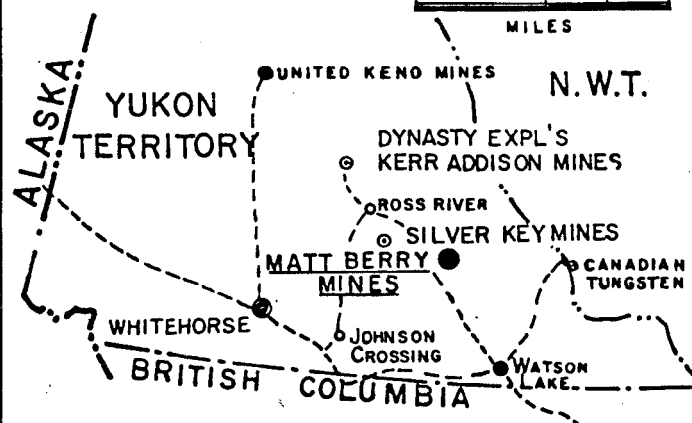 MILES
UNITED KENO MINES
N.W.T.
YUKON
TERRITORY
ALASKA
DYNASTY EXPL'S
KERR ADDISON MINES
ROSS RIVER
SILVER KEY MINES
MATT BERRY
MINES
CANADIAN
TUNGSTEN
WHITEHORSE
JOHNSON
CROSSING
WATSON
LAKE
BRITISH COLUMBIA